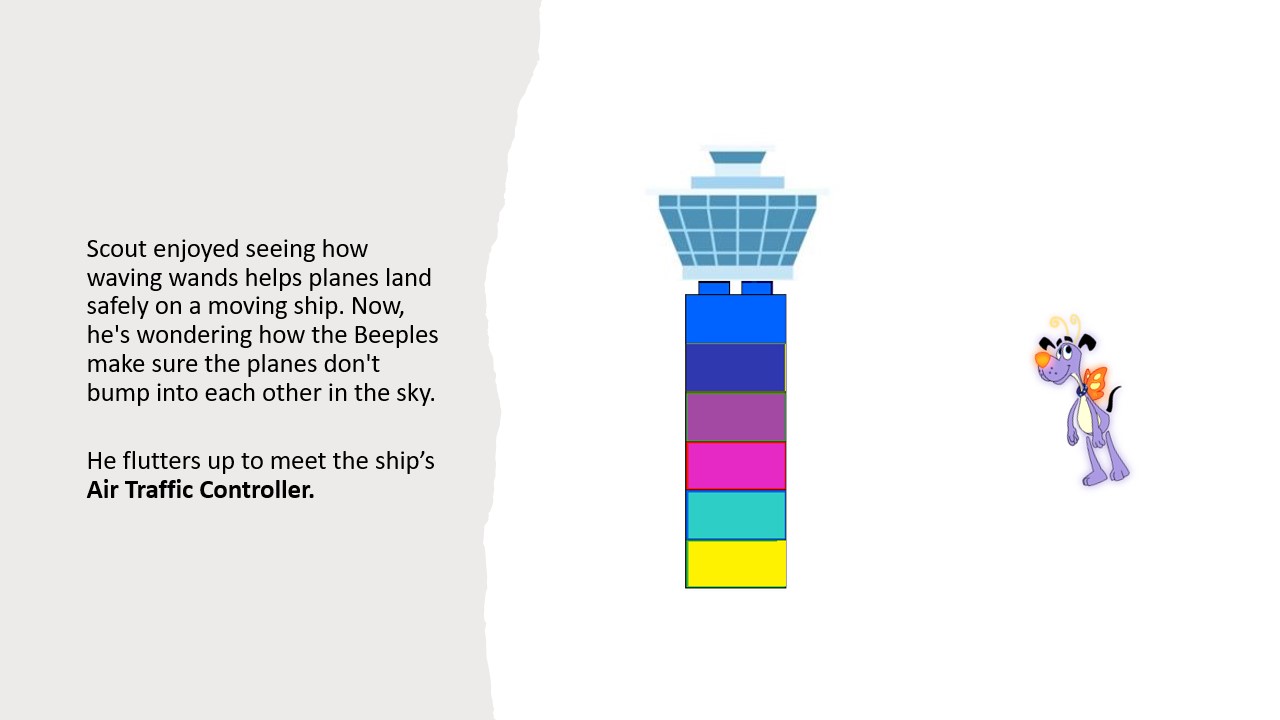 Scout enjoyed seeing how
waving wands helps planes land
safely on a moving ship. Now,
he's wondering how the Beeples
make sure the planes don't
bump into each other in the sky.
He flutters up to meet the ship’s
Air Traffic Controller.